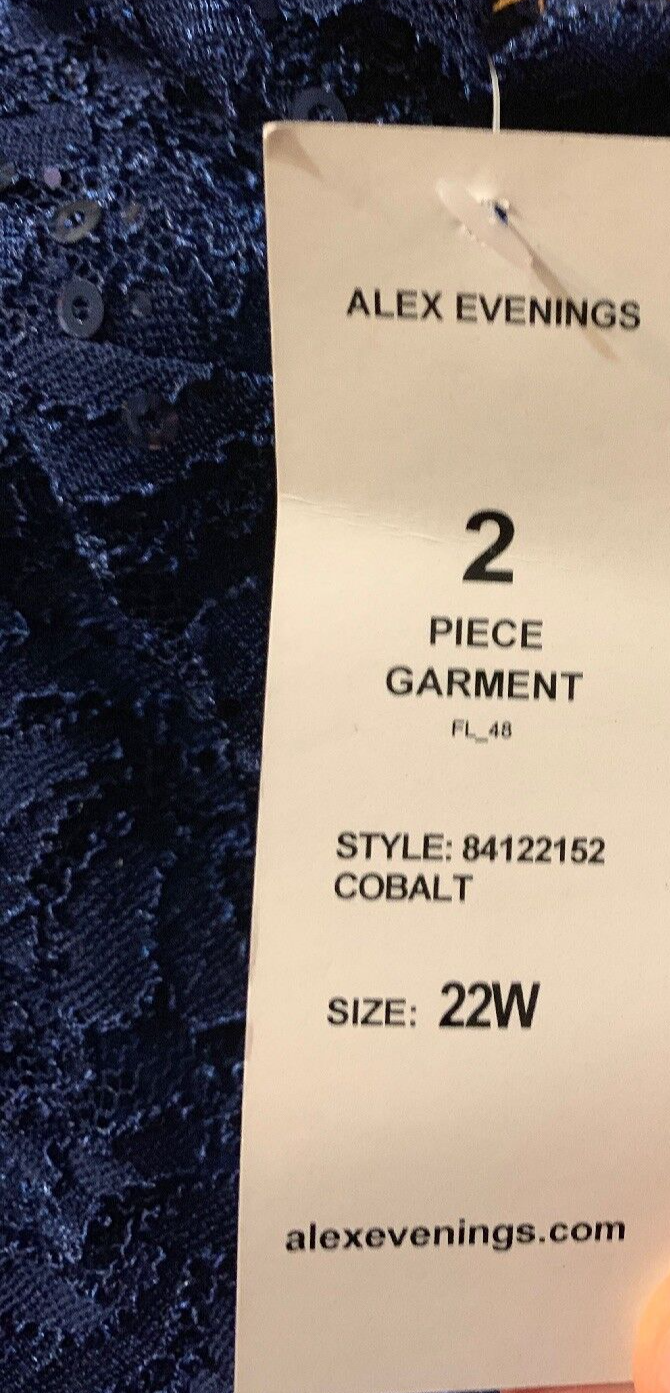 ALEX EVENINGS
2
PIECE
GARMENT
FL_48
STYLE: 84122152
COBALT
SIZE: 22W
alexevenings.com